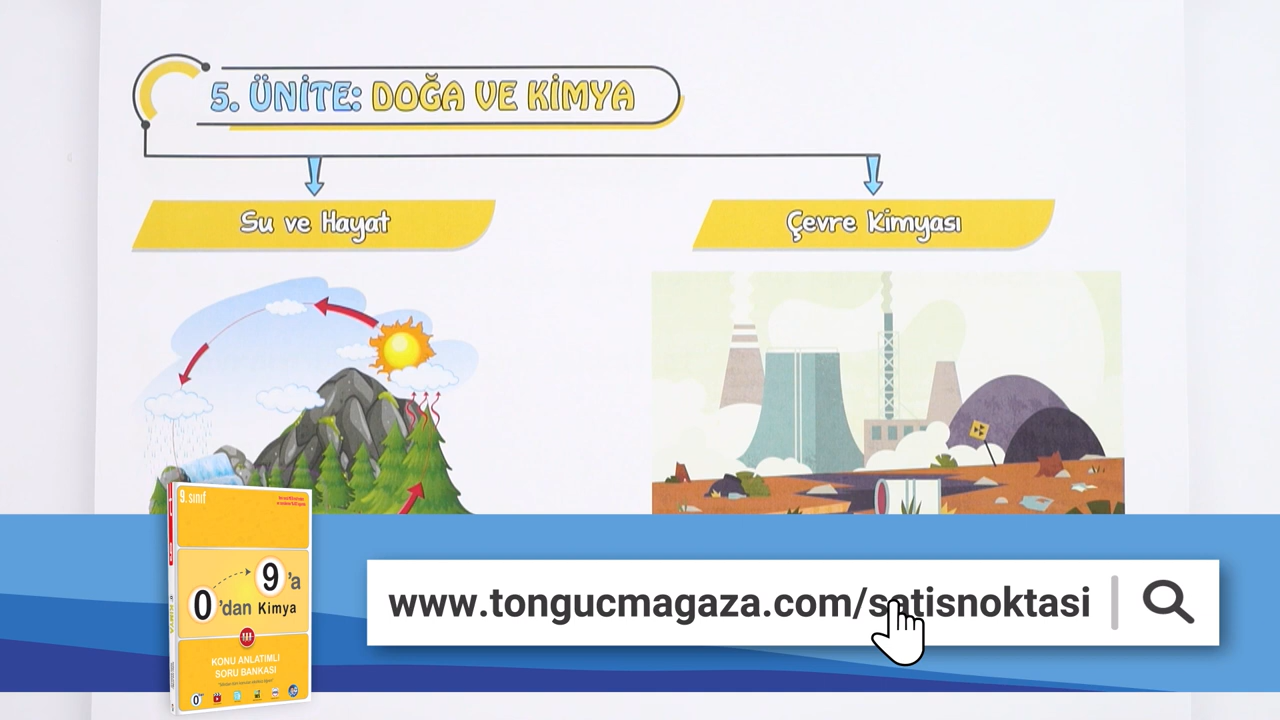 5. ÜNİTE: DOĞA VE KİMYA
Su ve Hayat
Çevre Kimyası
9. sınıf
0'dan 9'a
Kimya
KONU ANLATIMLI
SORU BANKASI
www.tongucmagaza.com/satisnoktasi